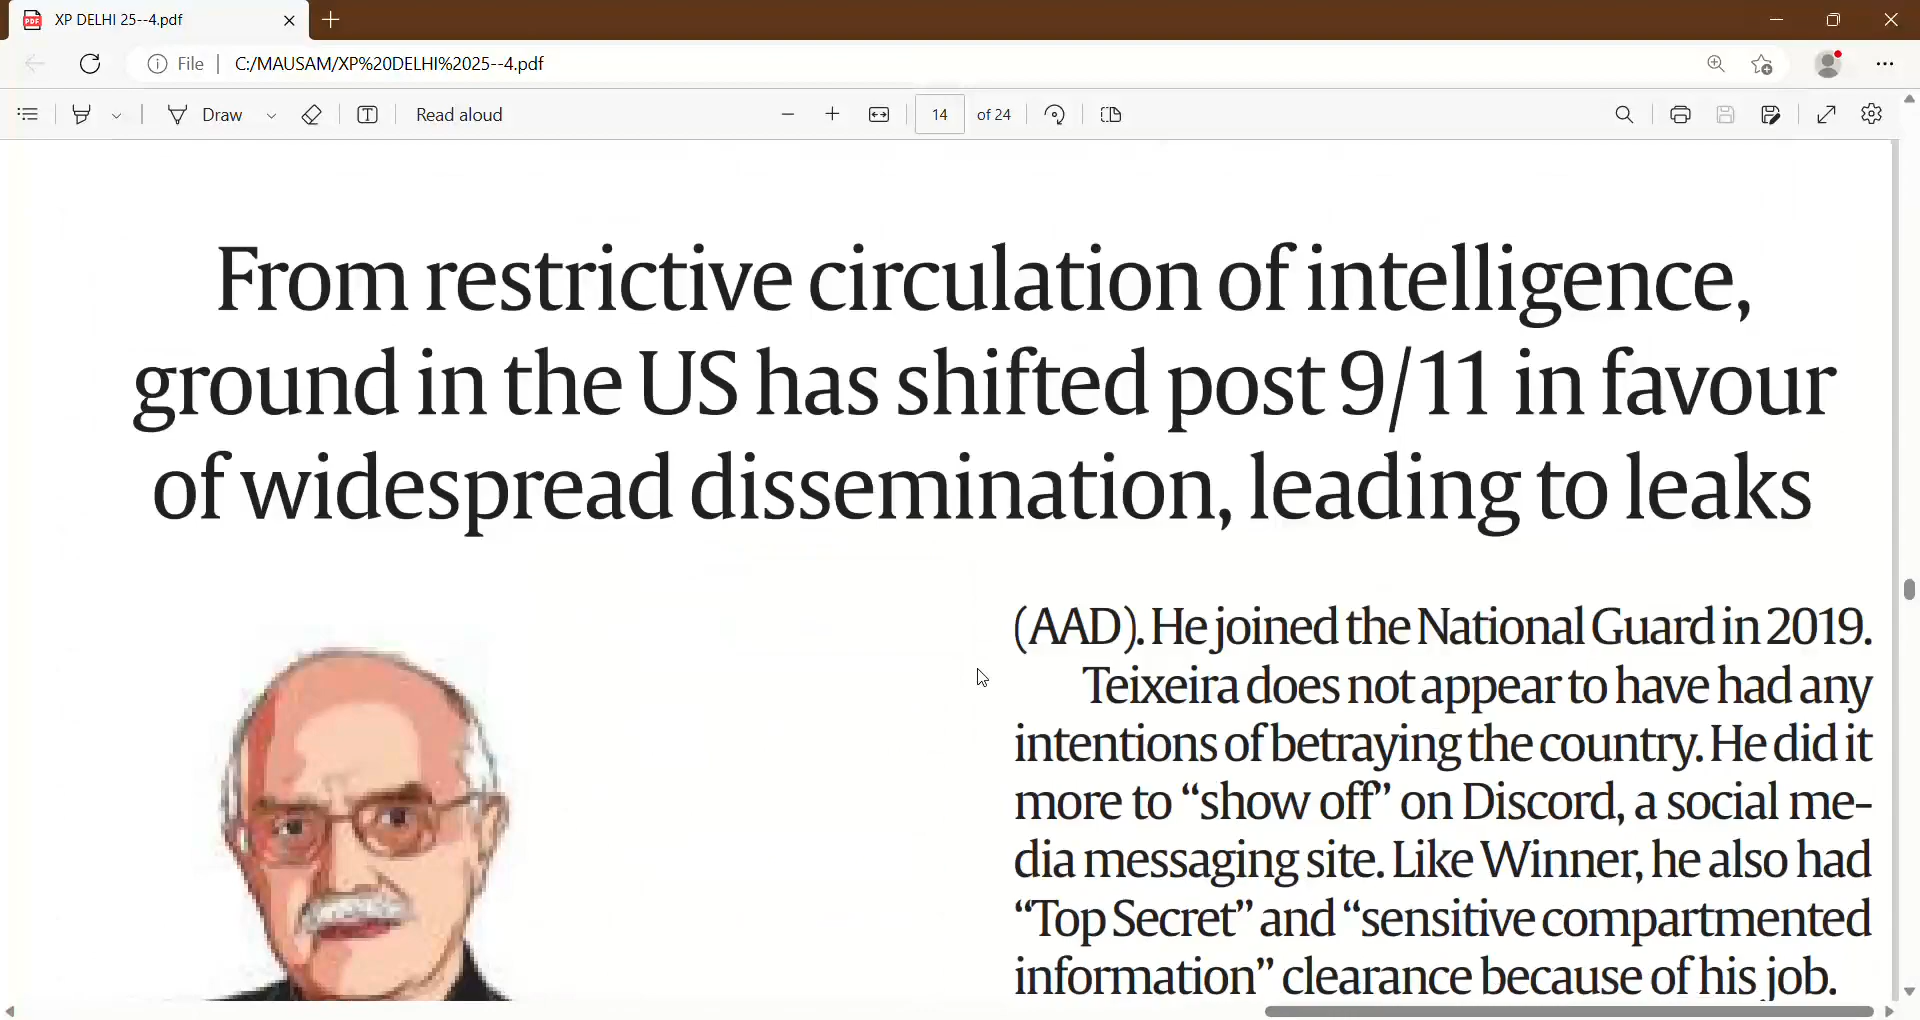 XP DELHI 25--4.pdf
File
C:/MAUSAM/XP%20DELHI%2025--4.pdf
Draw
Read aloud
14
of 24
From restrictive circulation of intelligence,
ground in the US has shifted post 9/11 in favour
of widespread dissemination, leading to leaks
(AAD). He joined the National Guard in 2019.
Teixeira does not appear to have had any
intentions of betraying the country. He did it
more to “show off” on Discord, a social me-
dia messaging site. Like Winner, he also had
“Top Secret” and “sensitive compartmented
information” clearance because of his job.